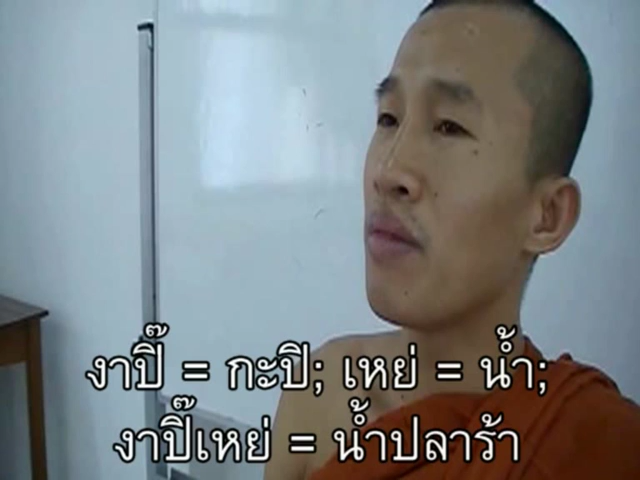 งาปิ๊ = กะปิ; เหย่ = น้ำ;
งาปิ๊เหย่ = น้ำปลาร้า